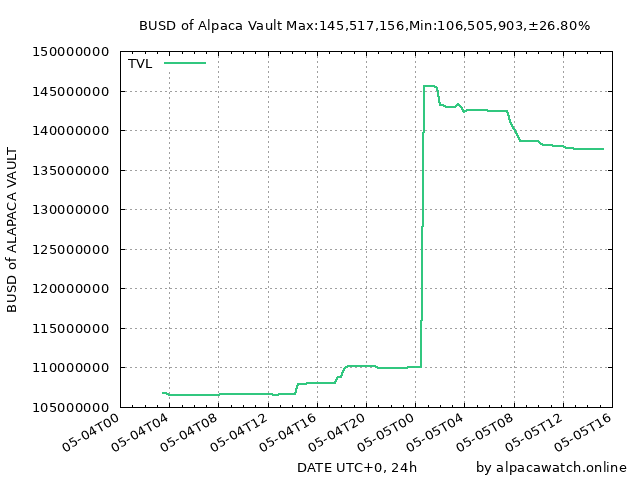 BUSD of Alpaca Vault Max:145,517,156,Min:106,505,903,±26.80%
150000000
TVL
145000000
140000000
135000000
130000000
125000000
120000000
115000000
110000000
105000000
BUSD of ALAPACA VAULT
05-04T00
05-04T04
05-04T08
05-04T12
05-04T16
05-04T20
05-05T00
05-05T04
05-05T08
05-05T12
05-05T16
DATE UTC+0, 24h
by alpacawatch.online